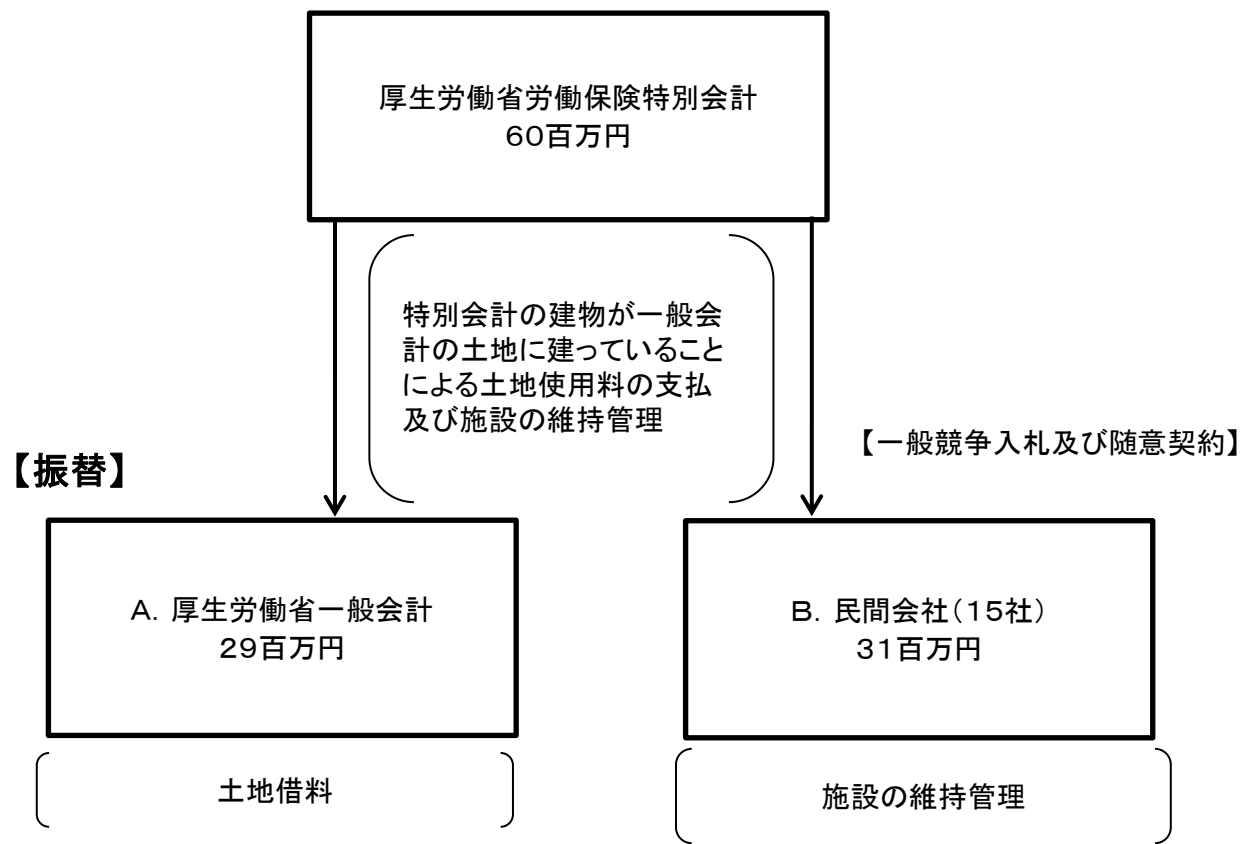 厚生労働省労働保険特別会計
60百万円
特別会計の建物が一般会
計の土地に建っていること
による土地使用料の支払
及び施設の維持管理
【一般競争入札及び随意契約】
【振替】
A．厚生労働省一般会計
29百万円
B．民間会社（15社）
31百万円
土地借料
施設の維持管理